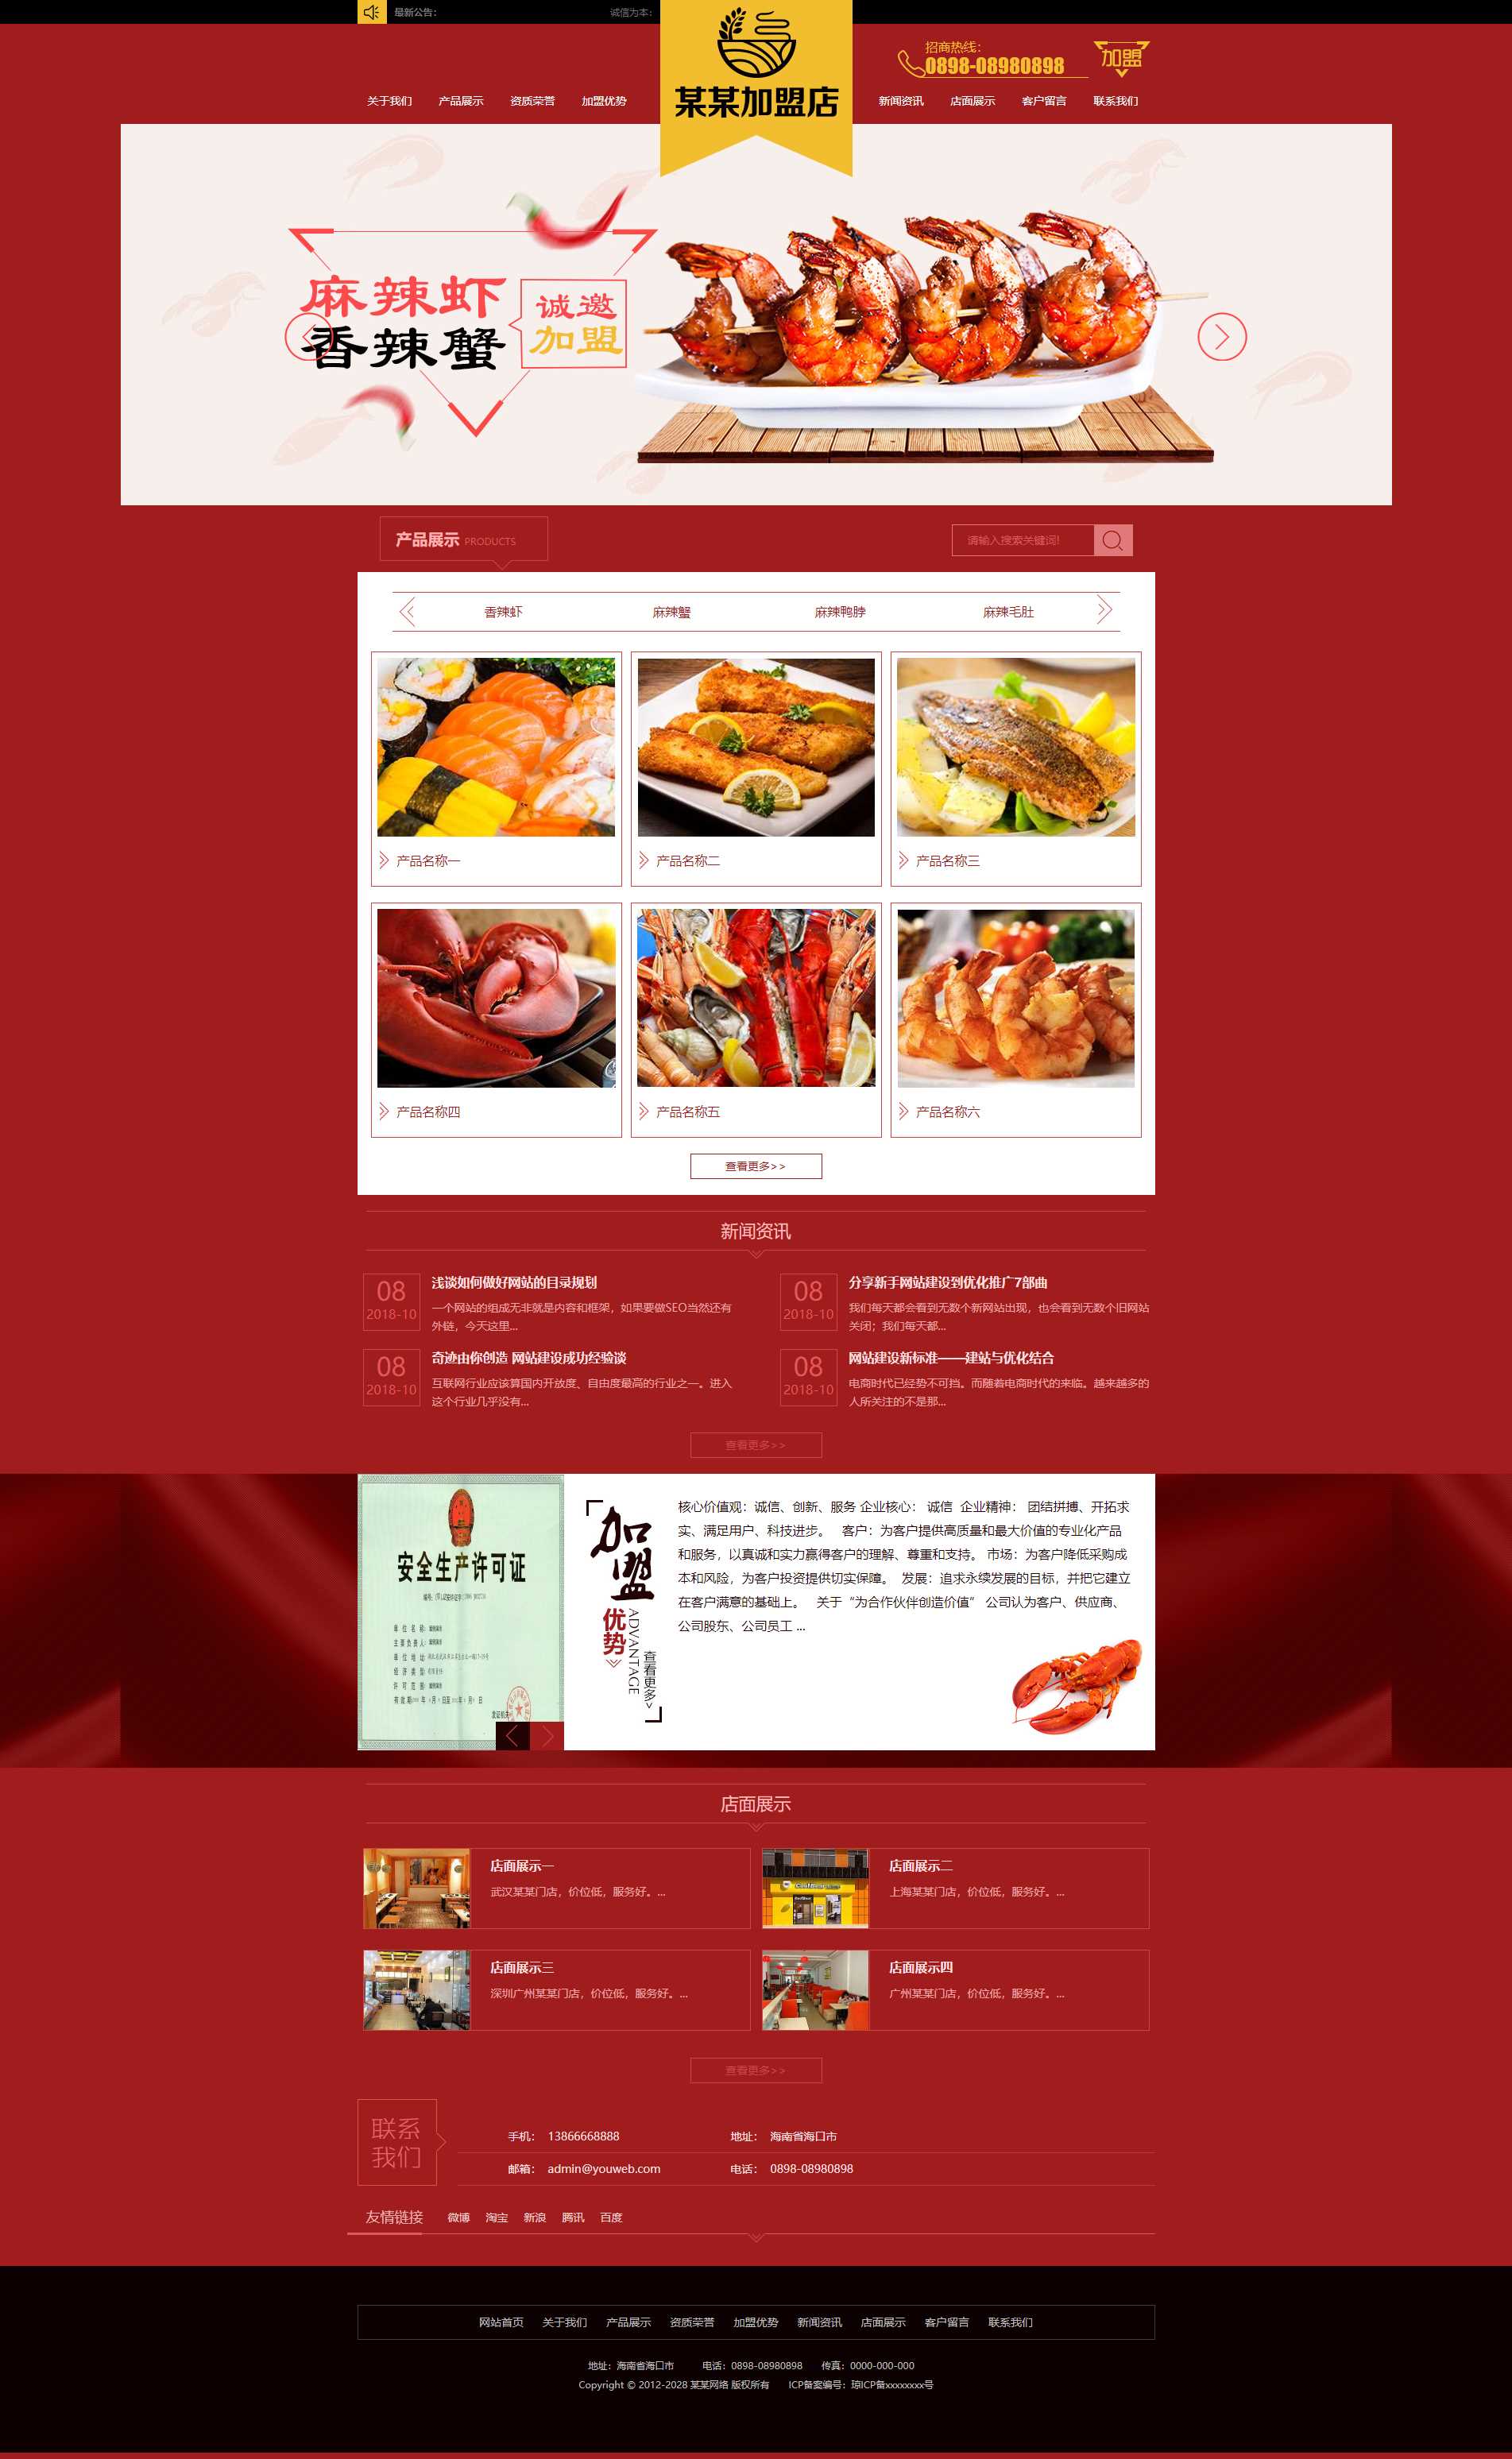 最新公告：
诚信为本：
某某加盟店
招商热线：
0898-08980898
加盟
关于我们 产品展示 资质荣誉 加盟优势
新闻资讯 店面展示 客户留言 联系我们
麻辣虾
香辣蟹
诚邀
加盟
产品展示 PRODUCTS
请输入搜索关键词!
香辣虾 麻辣蟹 麻辣鸭脖 麻辣毛肚
产品名称一 产品名称二 产品名称三
产品名称四 产品名称五 产品名称六
查看更多>>
新闻资讯
08
2018-10
浅谈如何做好网站的目录规划
一个网站的组成无非就是内容和框架，如果要做SEO当然还有
外链，今天这里...
08
2018-10
分享新手网站建设到优化推广7部曲
我们每天都会看到无数个新网站出现，也会看到无数个旧网站
关闭；我们每天都...
08
2018-10
奇迹由你创造 网站建设成功经验谈
互联网行业应该算国内开放度、自由度最高的行业之一。进入
这个行业几乎没有...
08
2018-10
网站建设新标准——建站与优化结合
电商时代已经势不可挡。而随着电商时代的来临。越来越多的
人所关注的不是那...
查看更多>>
安全生产许可证
单位名称：
主要负责人：
单位地址：
经济类型：
许可范围：
发证机关
加盟
优势
ADVANTAGE
查看更多>
核心价值观：诚信、创新、服务 企业核心： 诚信 企业精神： 团结拼搏、开拓求
实、满足用户、科技进步。 客户：为客户提供高质量和最大价值的专业化产品
和服务，以真诚和实力赢得客户的理解、尊重和支持。 市场：为客户降低采购成
本和风险，为客户投资提供切实保障。 发展：追求永续发展的目标，并把它建立
在客户满意的基础上。 关于“为合作伙伴创造价值” 公司认为客户、供应商、
公司股东、公司员工 ...
店面展示
店面展示一
武汉某某门店，价位低，服务好。...
店面展示二
上海某某门店，价位低，服务好。...
店面展示三
深圳广州某某门店，价位低，服务好。...
店面展示四
广州某某门店，价位低，服务好。...
查看更多>>
联系
我们
手机： 13866668888 地址： 海南省海口市
邮箱： admin@youweb.com 电话： 0898-08980898
友情链接 微博 淘宝 新浪 腾讯 百度
网站首页 关于我们 产品展示 资质荣誉 加盟优势 新闻资讯 店面展示 客户留言 联系我们
地址：海南省海口市 电话：0898-08980898 传真：0000-000-000
Copyright © 2012-2028 某某网络 版权所有 ICP备案编号：琼ICP备xxxxxxxx号